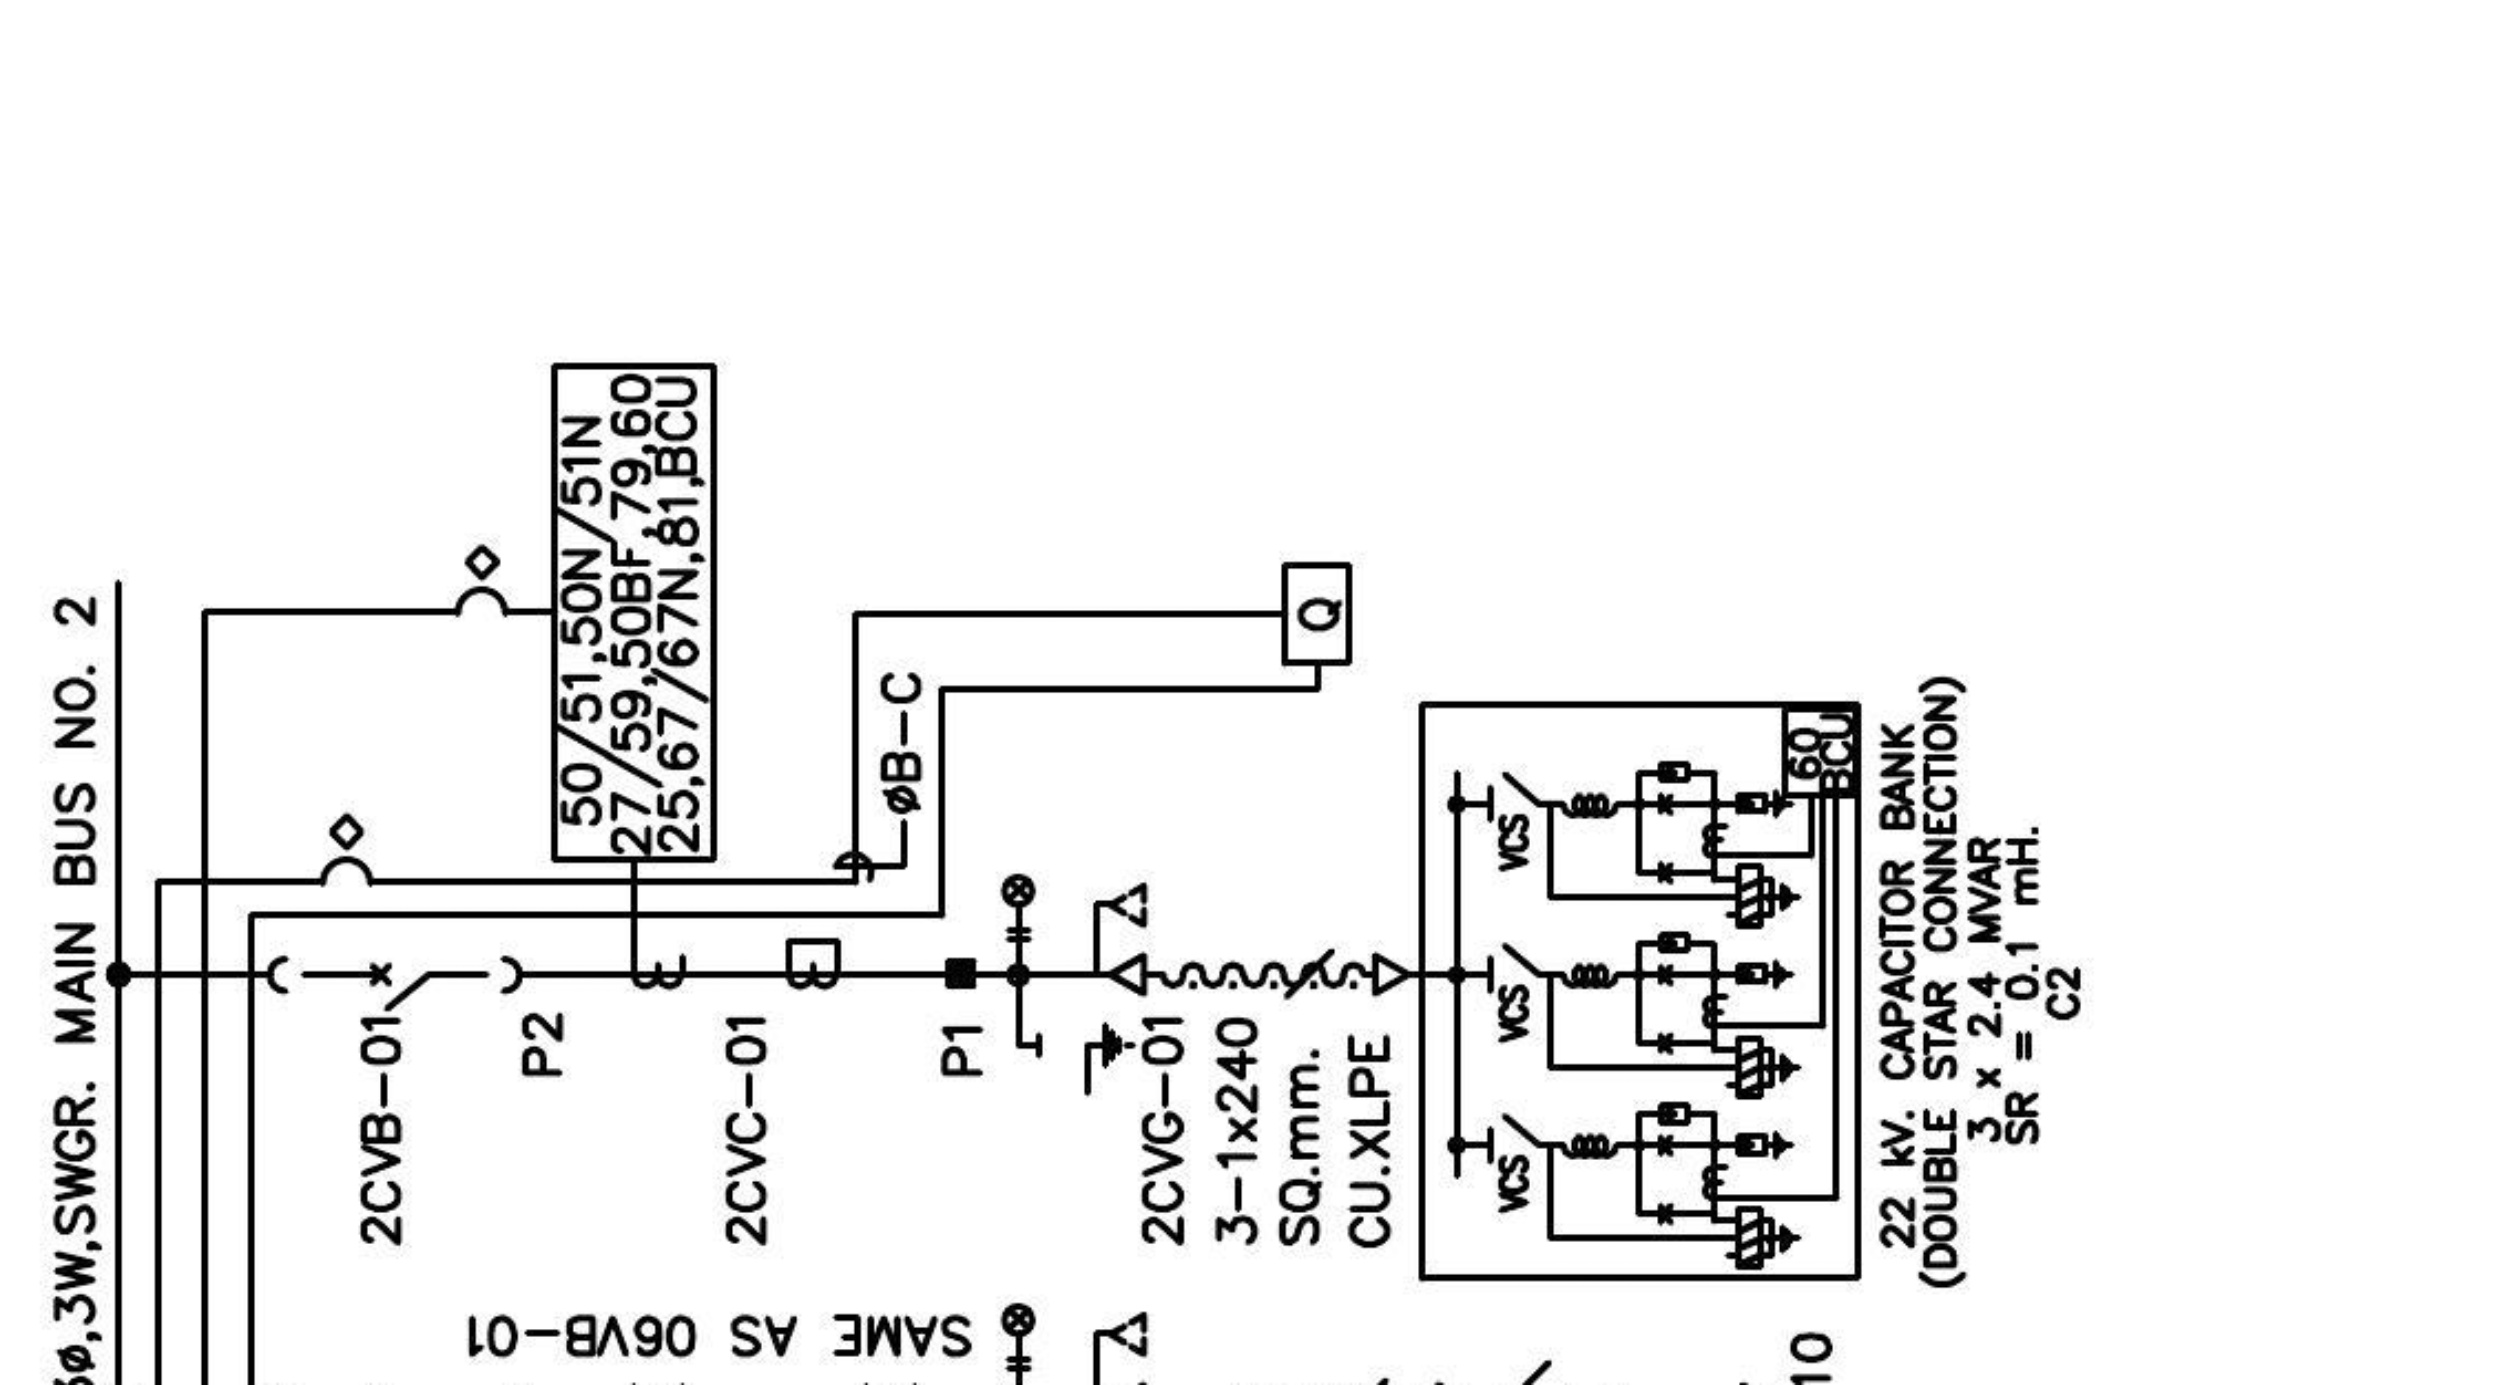 3ø,3W,SWGR. MAIN BUS NO. 2
50/51,50N/51N
27/59,50BF,79,60
25,67/67N,81,BCU
2CVB-01
P2
2CVC-01
øB-C
P1
Q
2CVG-01
3-1x240
SQ.mm.
CU.XLPE
VCS
VCS
VCS
60
BCU
22 kV. CAPACITOR BANK
(DOUBLE STAR CONNECTION)
3 x 2.4 MVAR
SR = 0.1 mH.
C2
SAME AS 06VB-01
10